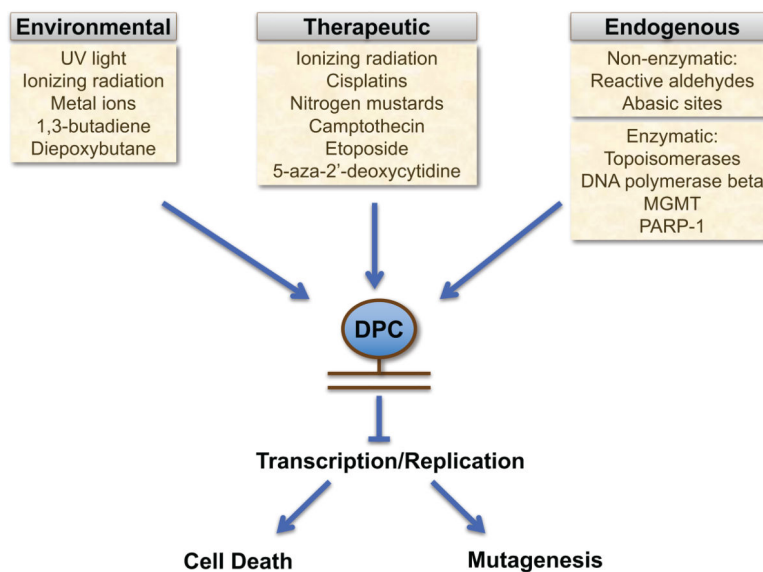 Environmental
UV light
Ionizing radiation
Metal ions
1,3-butadiene
Diepoxybutane
Therapeutic
Ionizing radiation
Cisplatins
Nitrogen mustards
Camptothecin
Etoposide
5-aza-2'-deoxycytidine
Endogenous
Non-enzymatic:
Reactive aldehydes
Abasic sites
Enzymatic:
Topoisomerases
DNA polymerase beta
MGMT
PARP-1
DPC
Transcription/Replication
Cell Death
Mutagenesis